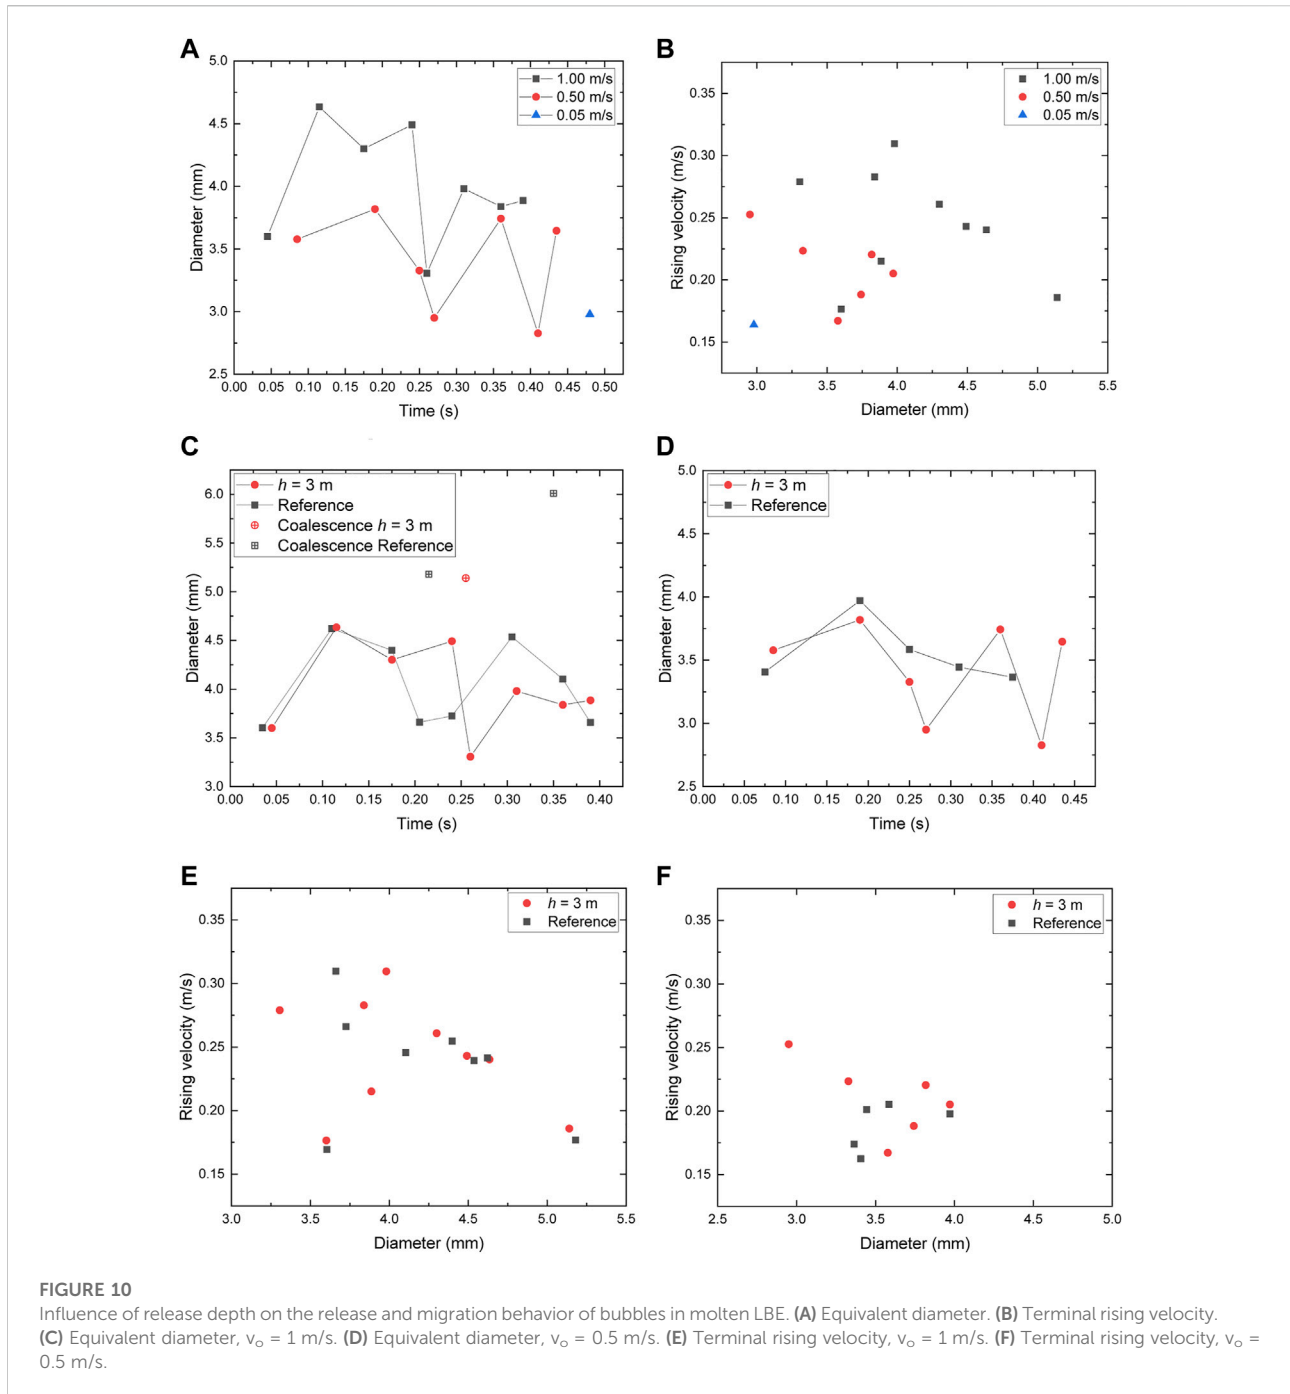 A
5.0
4.5
4.0
3.5
3.0
2.5
Diameter (mm)
1.00 m/s
0.50 m/s
0.05 m/s
0.00 0.05 0.10 0.15 0.20 0.25 0.30 0.35 0.40 0.45 0.50
Time (s)
B
0.35
0.30
0.25
0.20
0.15
Rising velocity (m/s)
1.00 m/s
0.50 m/s
0.05 m/s
3.0 3.5 4.0 4.5 5.0 5.5
Diameter (mm)
C
6.0
5.5
5.0
4.5
4.0
3.5
3.0
Diameter (mm)
h = 3 m
Reference
Coalescence h = 3 m
Coalescence Reference
0.00 0.05 0.10 0.15 0.20 0.25 0.30 0.35 0.40
Time (s)
D
5.0
4.5
4.0
3.5
3.0
2.5
Diameter (mm)
h = 3 m
Reference
0.00 0.05 0.10 0.15 0.20 0.25 0.30 0.35 0.40 0.45
Time (s)
E
0.35
0.30
0.25
0.20
0.15
Rising velocity (m/s)
h = 3 m
Reference
3.0 3.5 4.0 4.5 5.0 5.5
Diameter (mm)
F
0.35
0.30
0.25
0.20
0.15
Rising velocity (m/s)
h = 3 m
Reference
2.5 3.0 3.5 4.0 4.5 5.0
Diameter (mm)
FIGURE 10
Influence of release depth on the release and migration behavior of bubbles in molten LBE. (A) Equivalent diameter. (B) Terminal rising velocity.
(C) Equivalent diameter, vo = 1 m/s. (D) Equivalent diameter, vo = 0.5 m/s. (E) Terminal rising velocity, vo = 1 m/s. (F) Terminal rising velocity, vo =
0.5 m/s.